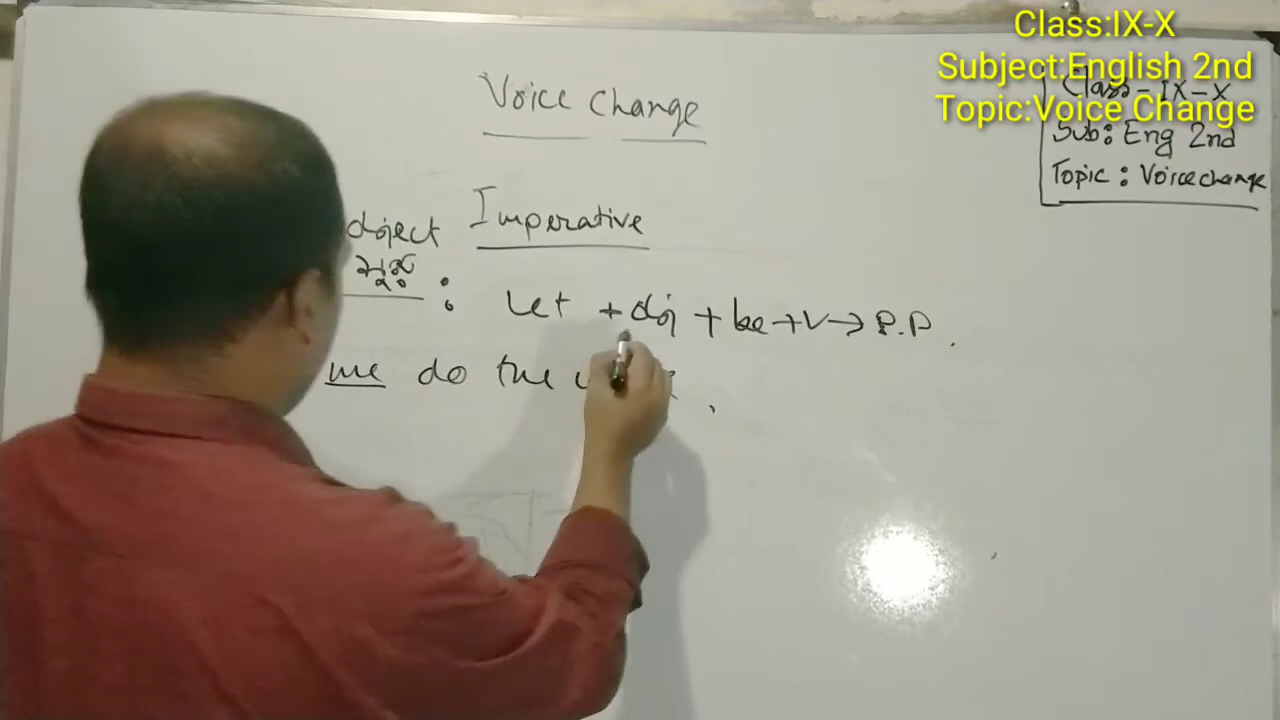 Class:IX-X
Subject:English 2nd
Topic:Voice Change
Class - IX - X
Sub: Eng 2nd
Topic : Voice change
Voice change
Imperative
object
: Let + obj + be + V → P.P.
me do the